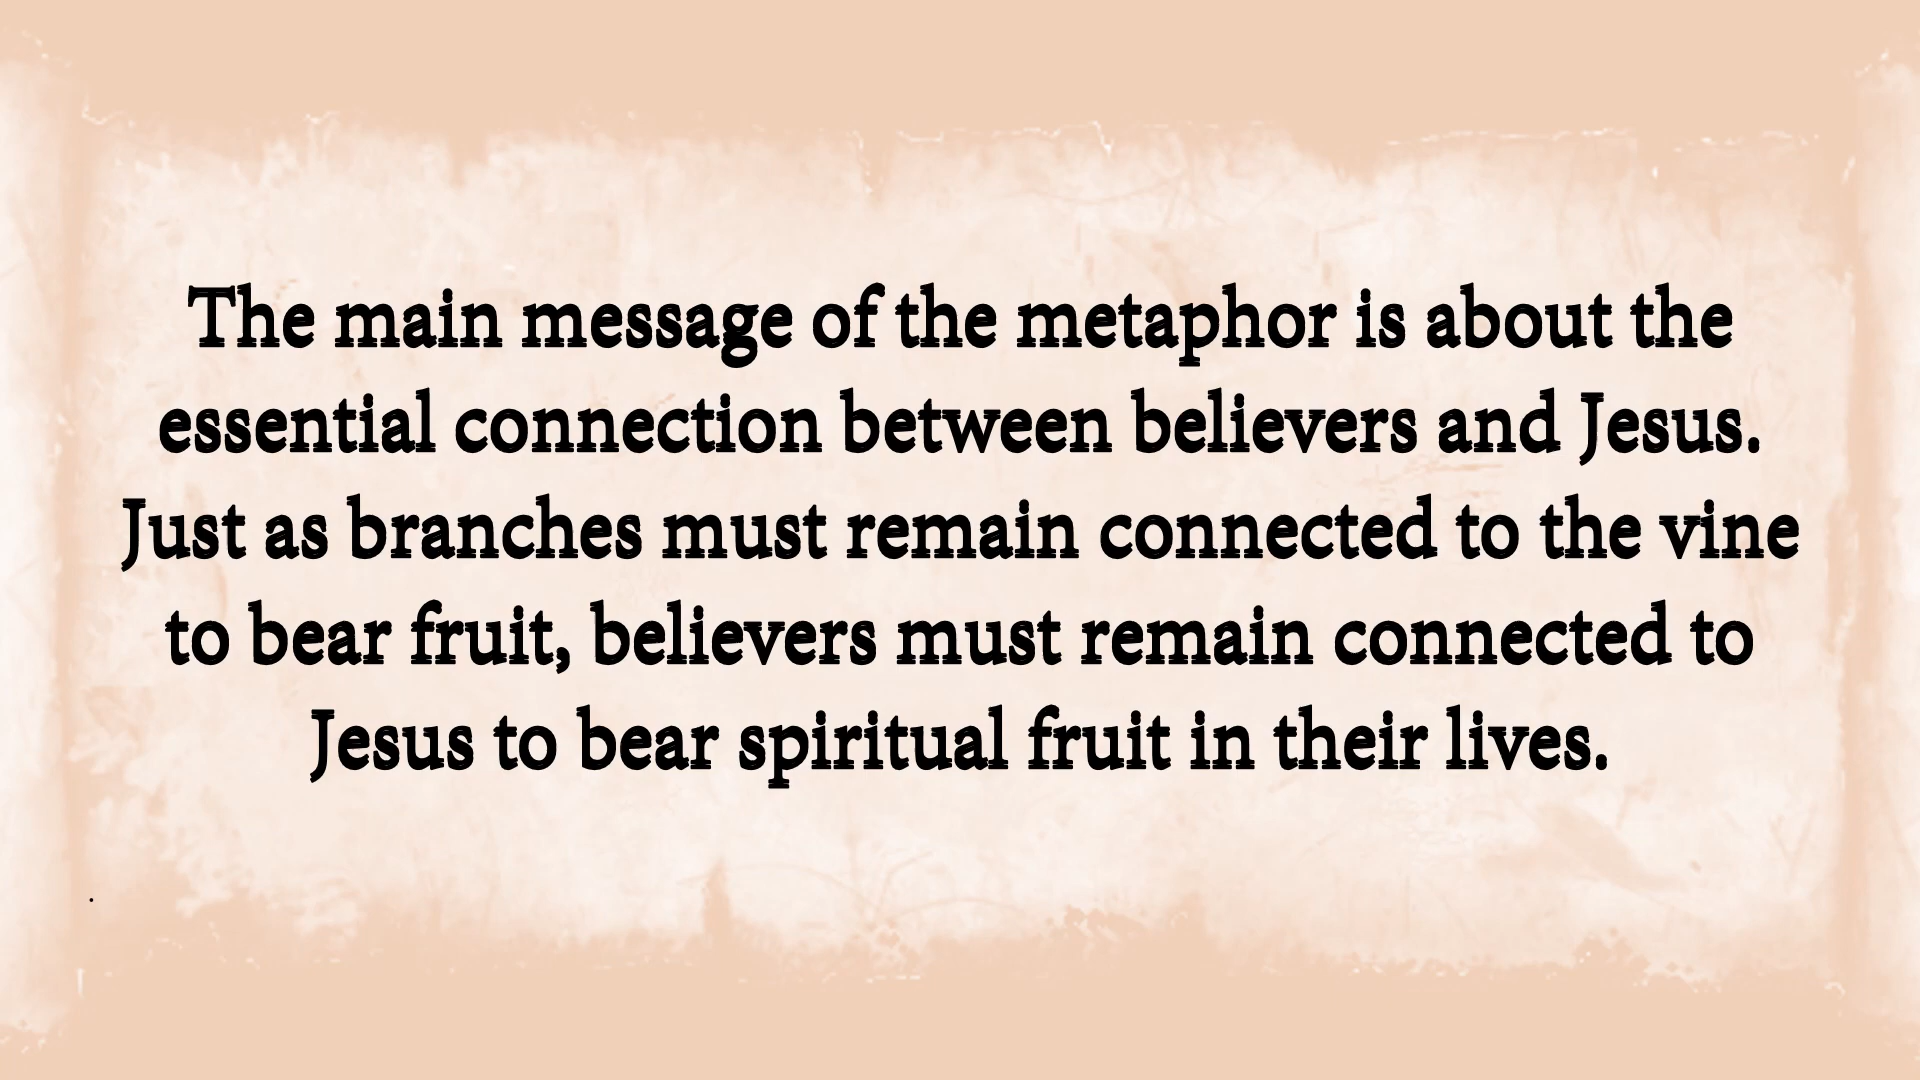 The main message of the metaphor is about the
essential connection between believers and Jesus.
Just as branches must remain connected to the vine
to bear fruit, believers must remain connected to
Jesus to bear spiritual fruit in their lives.
.